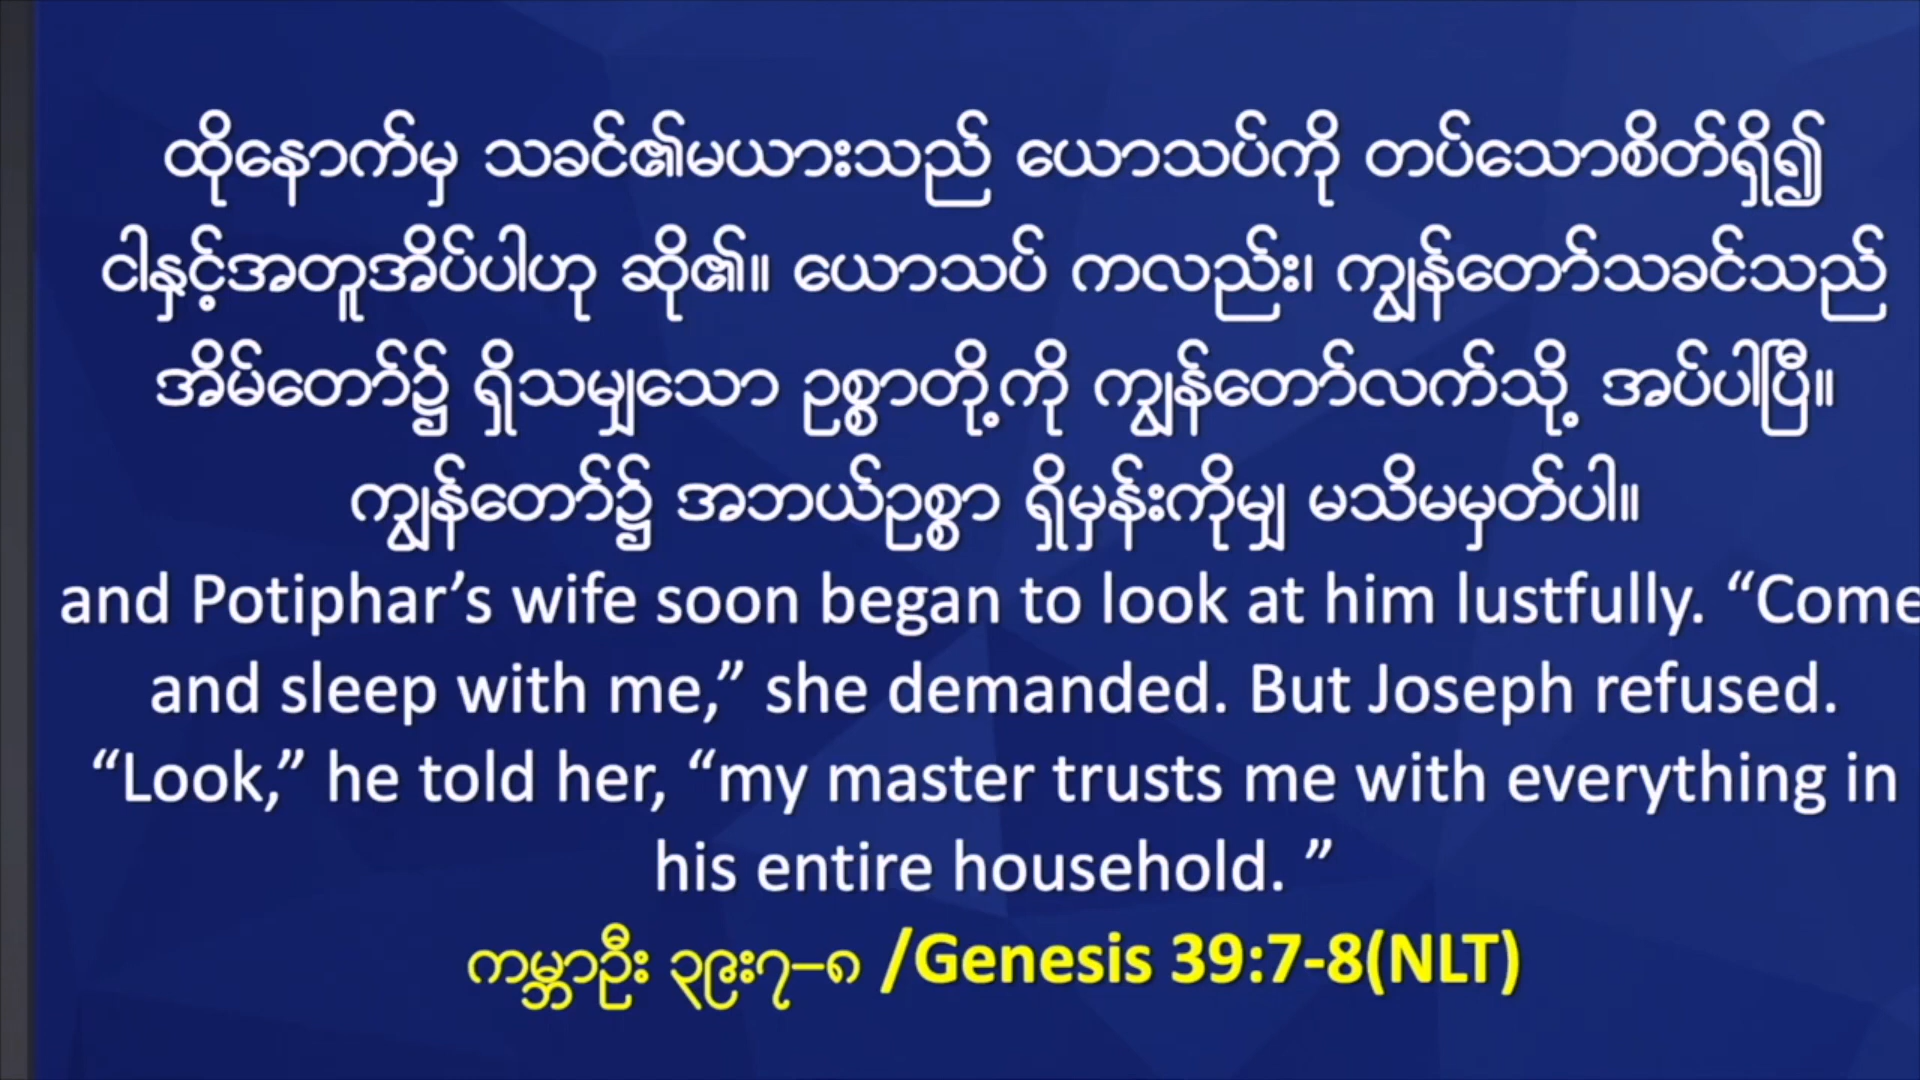 ထိုနောက်မှ သခင်၏မယားသည် ယောသပ်ကို တပ်သောစိတ်ရှိ၍
ငါနှင့်အတူအိပ်ပါဟု ဆို၏။ ယောသပ် ကလည်း၊ ကျွန်တော်သခင်သည်
အိမ်တော်၌ ရှိသမျှသော ဥစ္စာတို့ကို ကျွန်တော်လက်သို့ အပ်ပါပြီ။
ကျွန်တော်၌ အဘယ်ဥစ္စာ ရှိမှန်းကိုမျှ မသိမမှတ်ပါ။
and Potiphar’s wife soon began to look at him lustfully. “Come
and sleep with me,” she demanded. But Joseph refused.
“Look,” he told her, “my master trusts me with everything in
his entire household. ”
ကမ္ဘာဦး ၃၉း၇–၈ /Genesis 39:7-8(NLT)